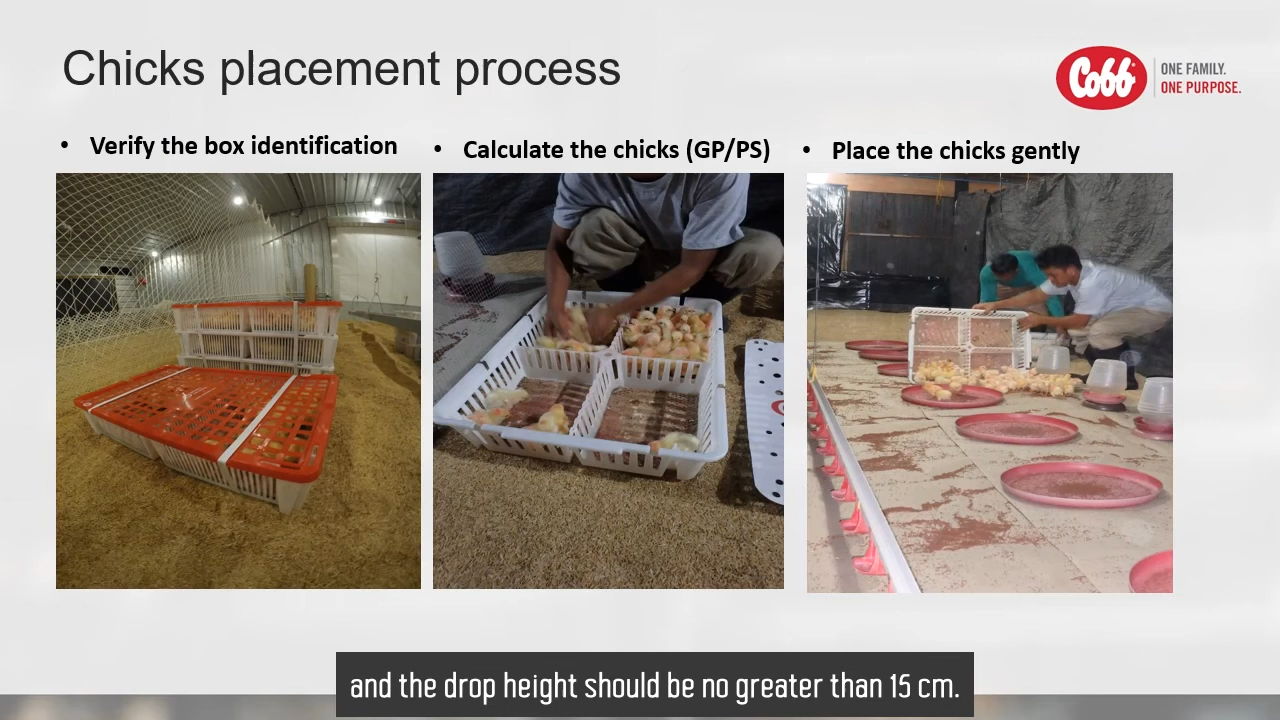 Chicks placement process
Cobb
ONE FAMILY.
ONE PURPOSE.
• Verify the box identification
• Calculate the chicks (GP/PS)
• Place the chicks gently
and the drop height should be no greater than 15 cm.